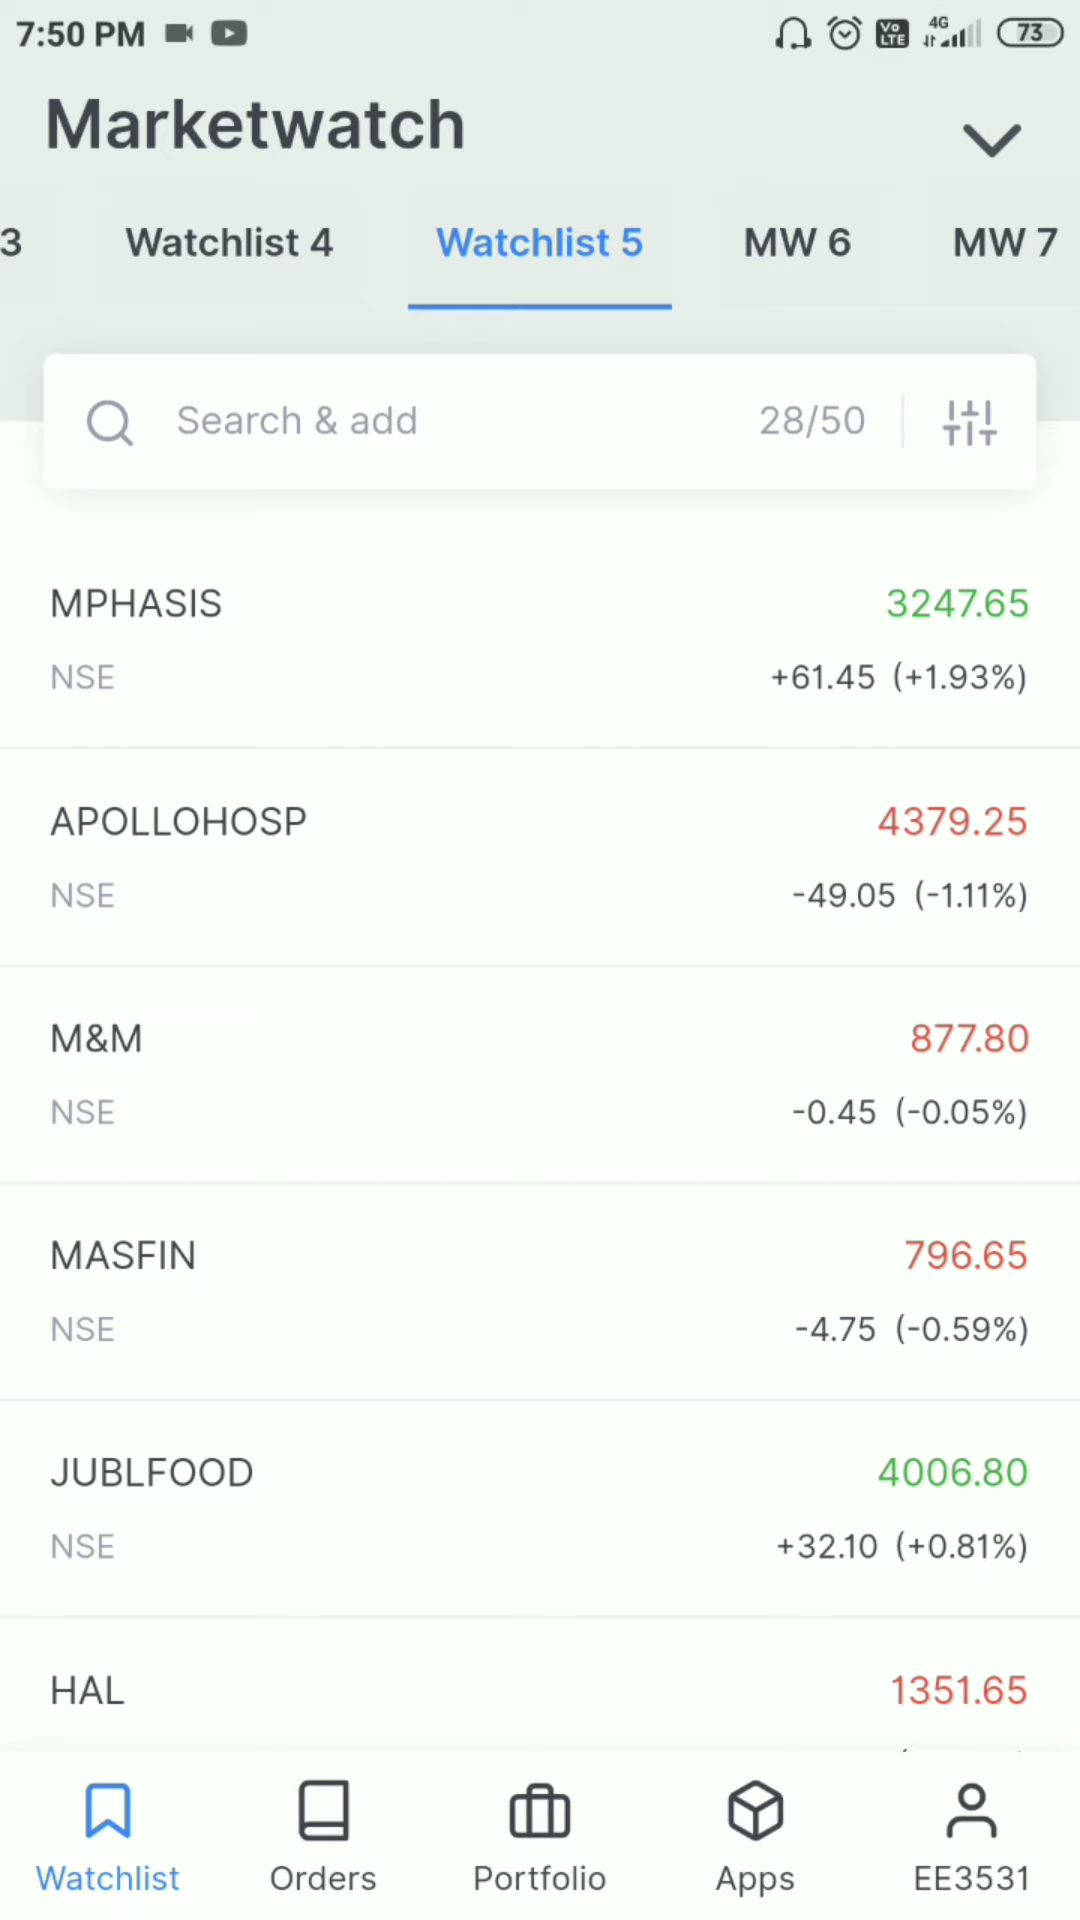 7:50 PM
Vo LTE
4G
73
Marketwatch
3 Watchlist 4 Watchlist 5 MW 6 MW 7
Search & add 28/50
MPHASIS 3247.65
NSE +61.45 (+1.93%)
APOLLOHOSP 4379.25
NSE -49.05 (-1.11%)
M&M 877.80
NSE -0.45 (-0.05%)
MASFIN 796.65
NSE -4.75 (-0.59%)
JUBLFOOD 4006.80
NSE +32.10 (+0.81%)
HAL 1351.65
Watchlist Orders Portfolio Apps EE3531